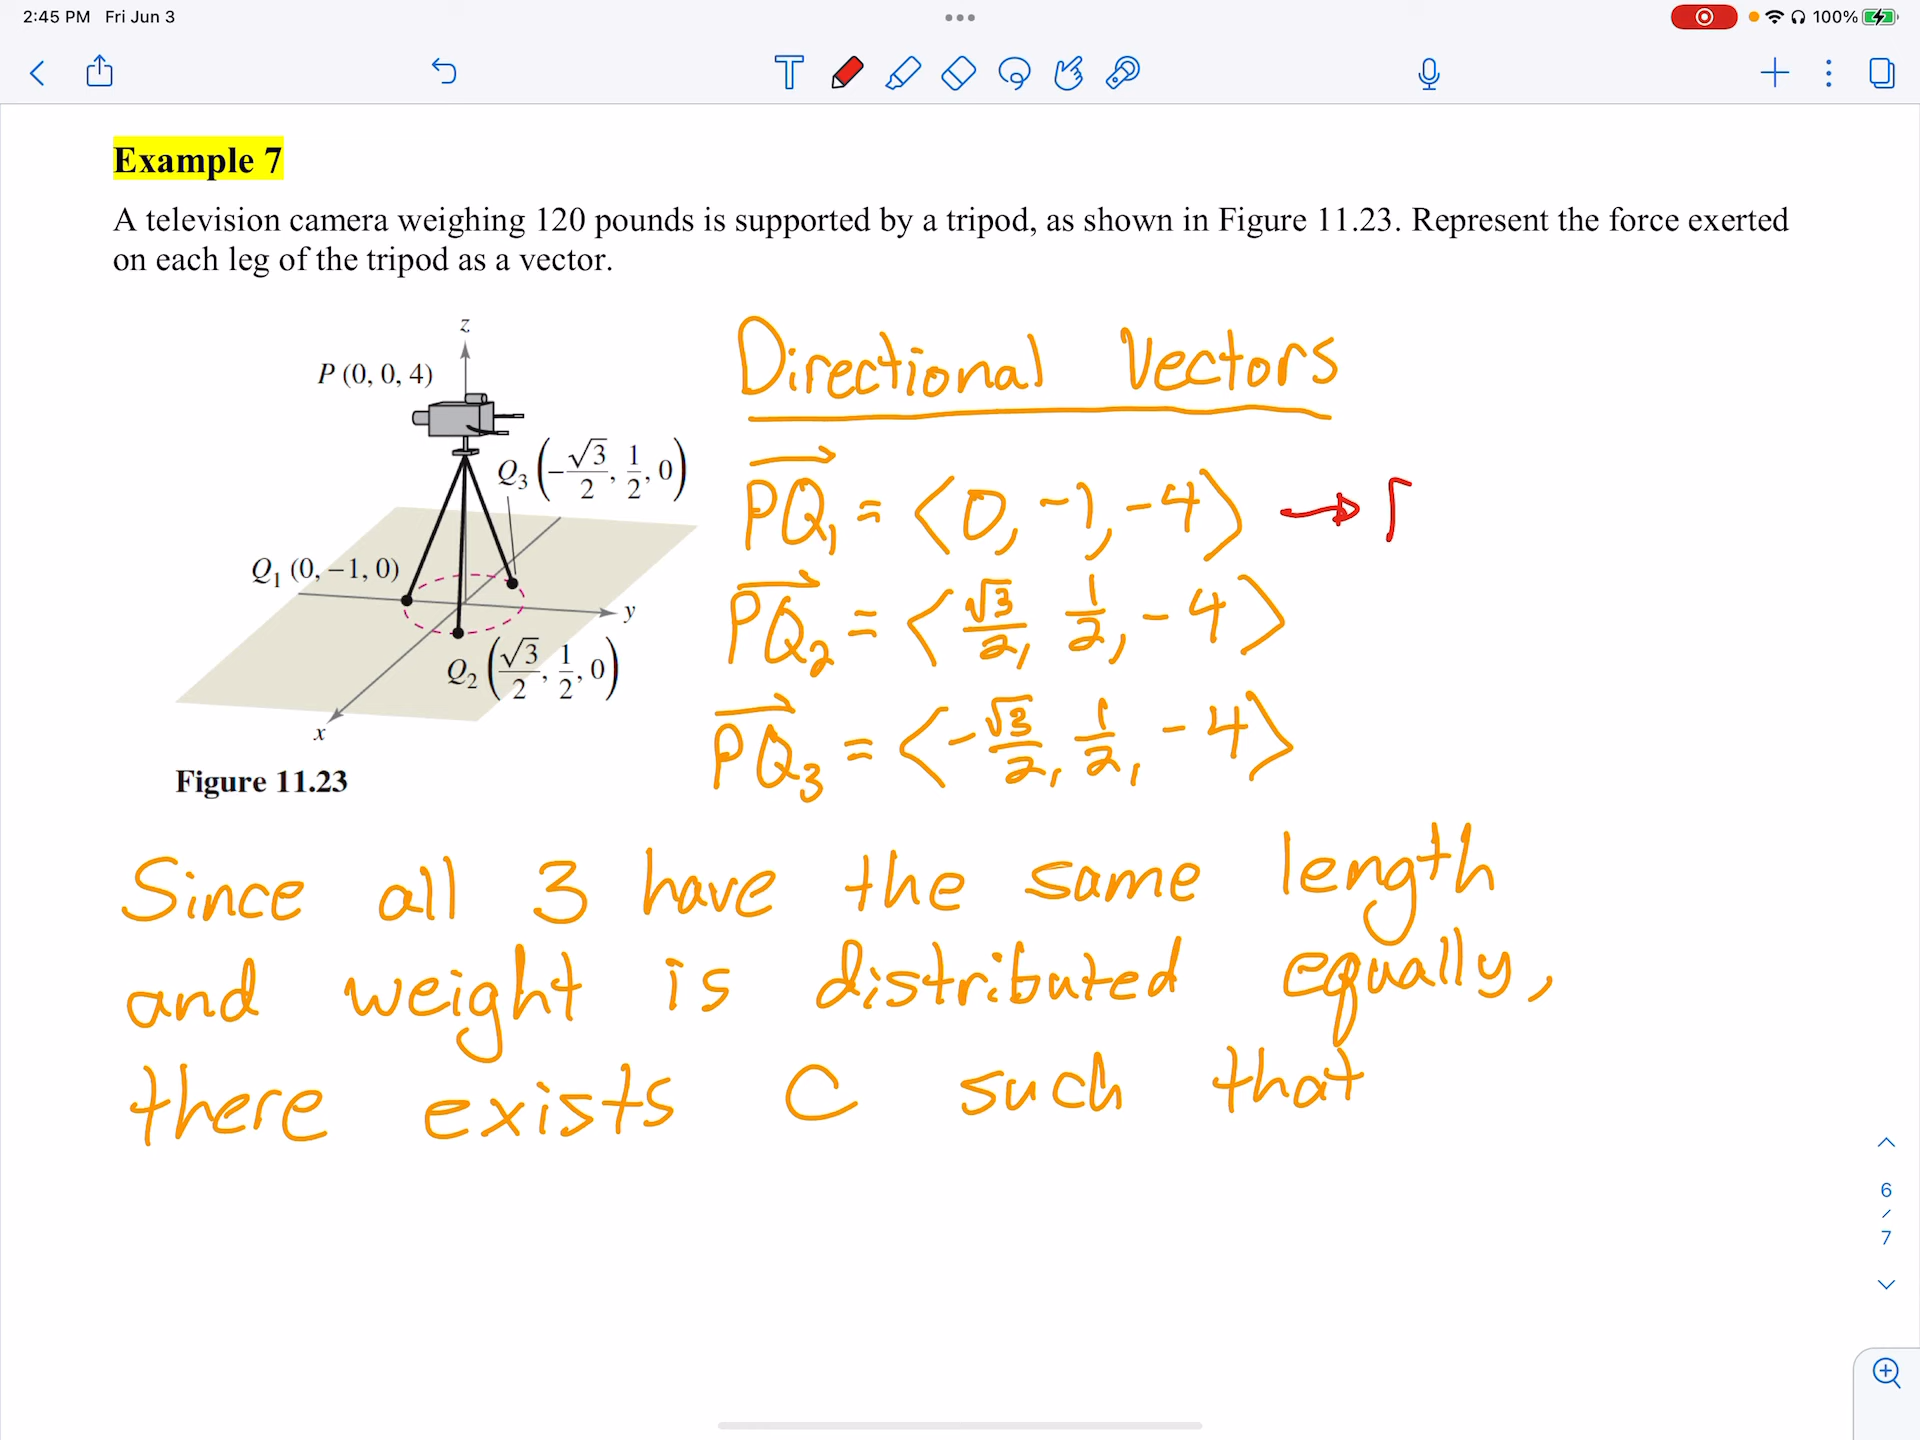 2:45 PM Fri Jun 3
100%
Example 7
A television camera weighing 120 pounds is supported by a tripod, as shown in Figure 11.23. Represent the force exerted
on each leg of the tripod as a vector.
z
P (0, 0, 4)
Q₃ (-√3/2, 1/2, 0)
Q₁ (0, −1, 0)
y
Q₂ (√3/2, 1/2, 0)
x
Figure 11.23
Directional Vectors
PQ₁ = ⟨0, -1, -4⟩ →
PQ₂ = ⟨√3/2, 1/2, -4⟩
PQ₃ = ⟨-√3/2, 1/2, -4⟩
Since all 3 have the same length
and weight is distributed equally,
there exists C such that
6
/
7